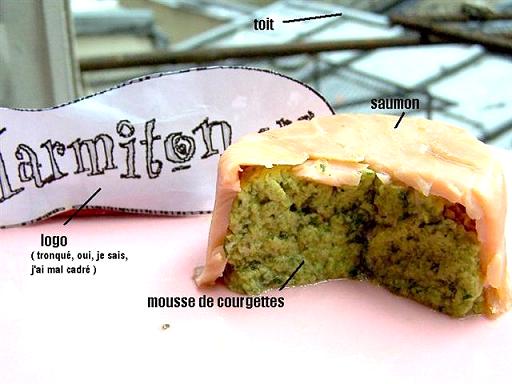 toit
saumon
Marmiton
logo
( tronqué, oui, je sais,
j'ai mal cadré )
mousse de courgettes